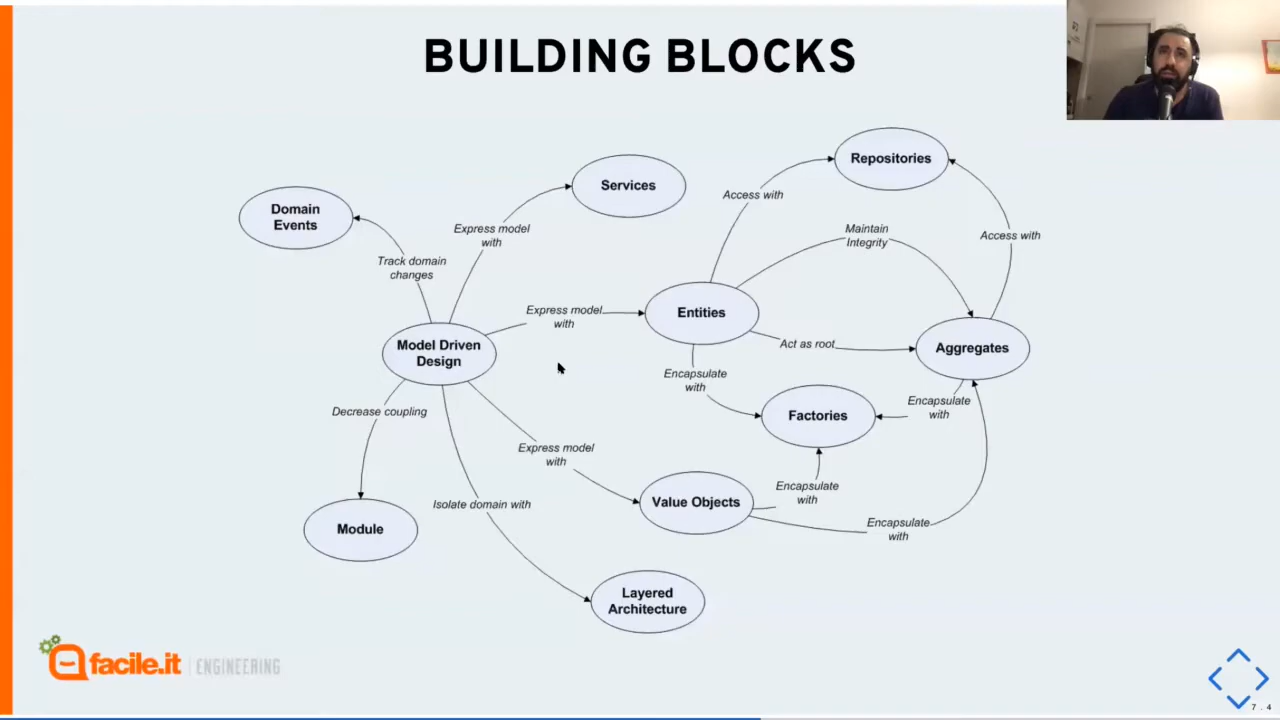 BUILDING BLOCKS
Repositories
Services
Access with
Domain
Events
Express model
with
Maintain
Integrity
Access with
Track domain
changes
Express model
with
Entities
Model Driven
Design
Act as root
Aggregates
Encapsulate
with
Decrease coupling
Factories
Encapsulate
with
Express model
with
Isolate domain with
Value Objects
Encapsulate
with
Module
Encapsulate
with
Layered
Architecture
facile.it | ENGINEERING
7.4